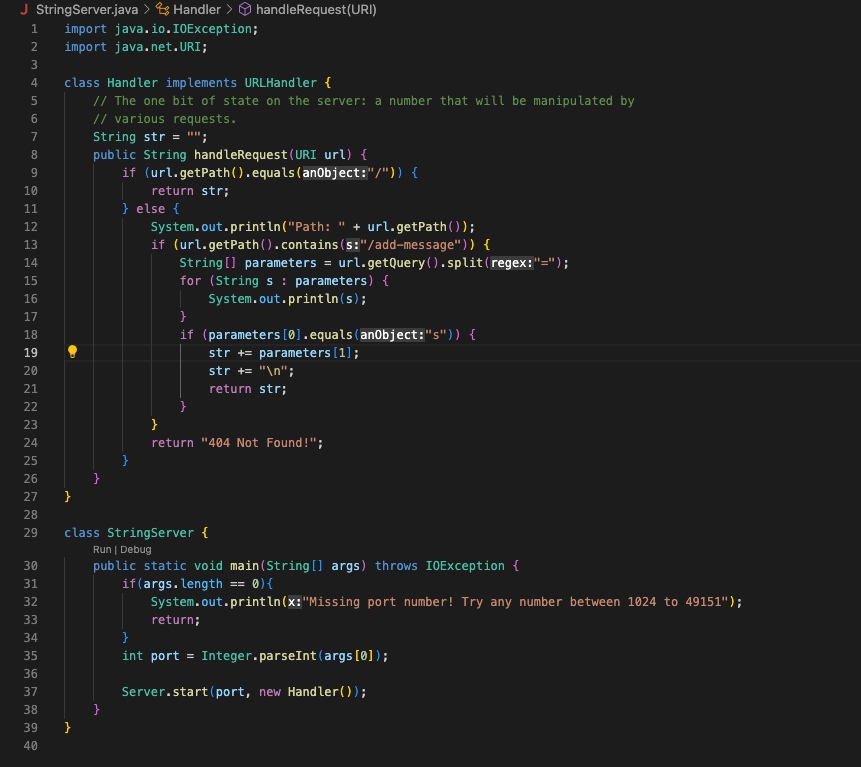 StringServer.java > Handler > handleRequest(URI)
1 import java.io.IOException;
2 import java.net.URI;
3
4 class Handler implements URLHandler {
5 // The one bit of state on the server: a number that will be manipulated by
6 // various requests.
7 String str = "";
8 public String handleRequest(URI url) {
9 if (url.getPath().equals(anObject:"/")) {
10 return str;
11 } else {
12 System.out.println("Path: " + url.getPath());
13 if (url.getPath().contains(s:"/add-message")) {
14 String[] parameters = url.getQuery().split(regex:"=");
15 for (String s : parameters) {
16 System.out.println(s);
17 }
18 if (parameters[0].equals(anObject:"s")) {
19 str += parameters[1];
20 str += "\n";
21 return str;
22 }
23 }
24 return "404 Not Found!";
25 }
26 }
27 }
28
29 class StringServer {
Run | Debug
30 public static void main(String[] args) throws IOException {
31 if(args.length == 0){
32 System.out.println(x:"Missing port number! Try any number between 1024 to 49151");
33 return;
34 }
35 int port = Integer.parseInt(args[0]);
36
37 Server.start(port, new Handler());
38 }
39 }
40